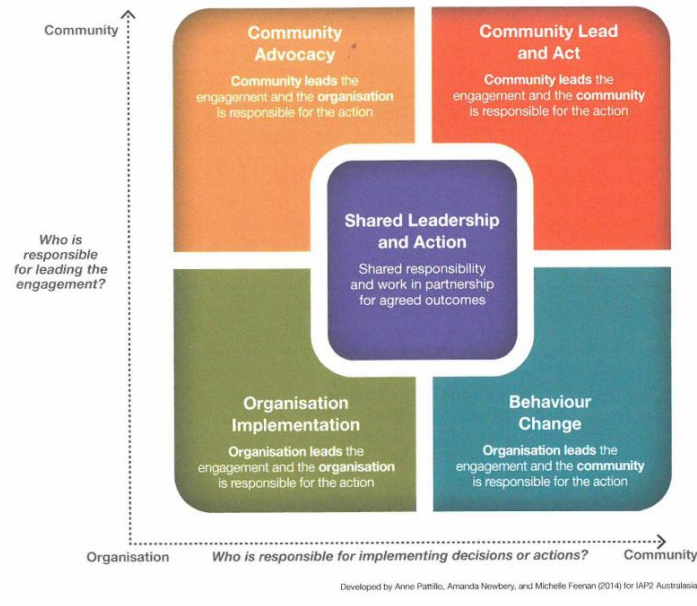 Community
Community
Advocacy
Community leads the
engagement and the organisation
is responsible for the action
Community Lead
and Act
Community leads the
engagement and the community
is responsible for the action
Who is
responsible
for leading the
engagement?
Shared Leadership
and Action
Shared responsibility
and work in partnership
for agreed outcomes
Organisation
Implementation
Organisation leads the
engagement and the organisation
is responsible for the action
Behaviour
Change
Organisation leads the
engagement and the community
is responsible for the action
Organisation
Who is responsible for implementing decisions or actions?
Community
Developed by Anne Pattillo, Amanda Newbery, and Michelle Feenan (2014) for IAP2 Australasia